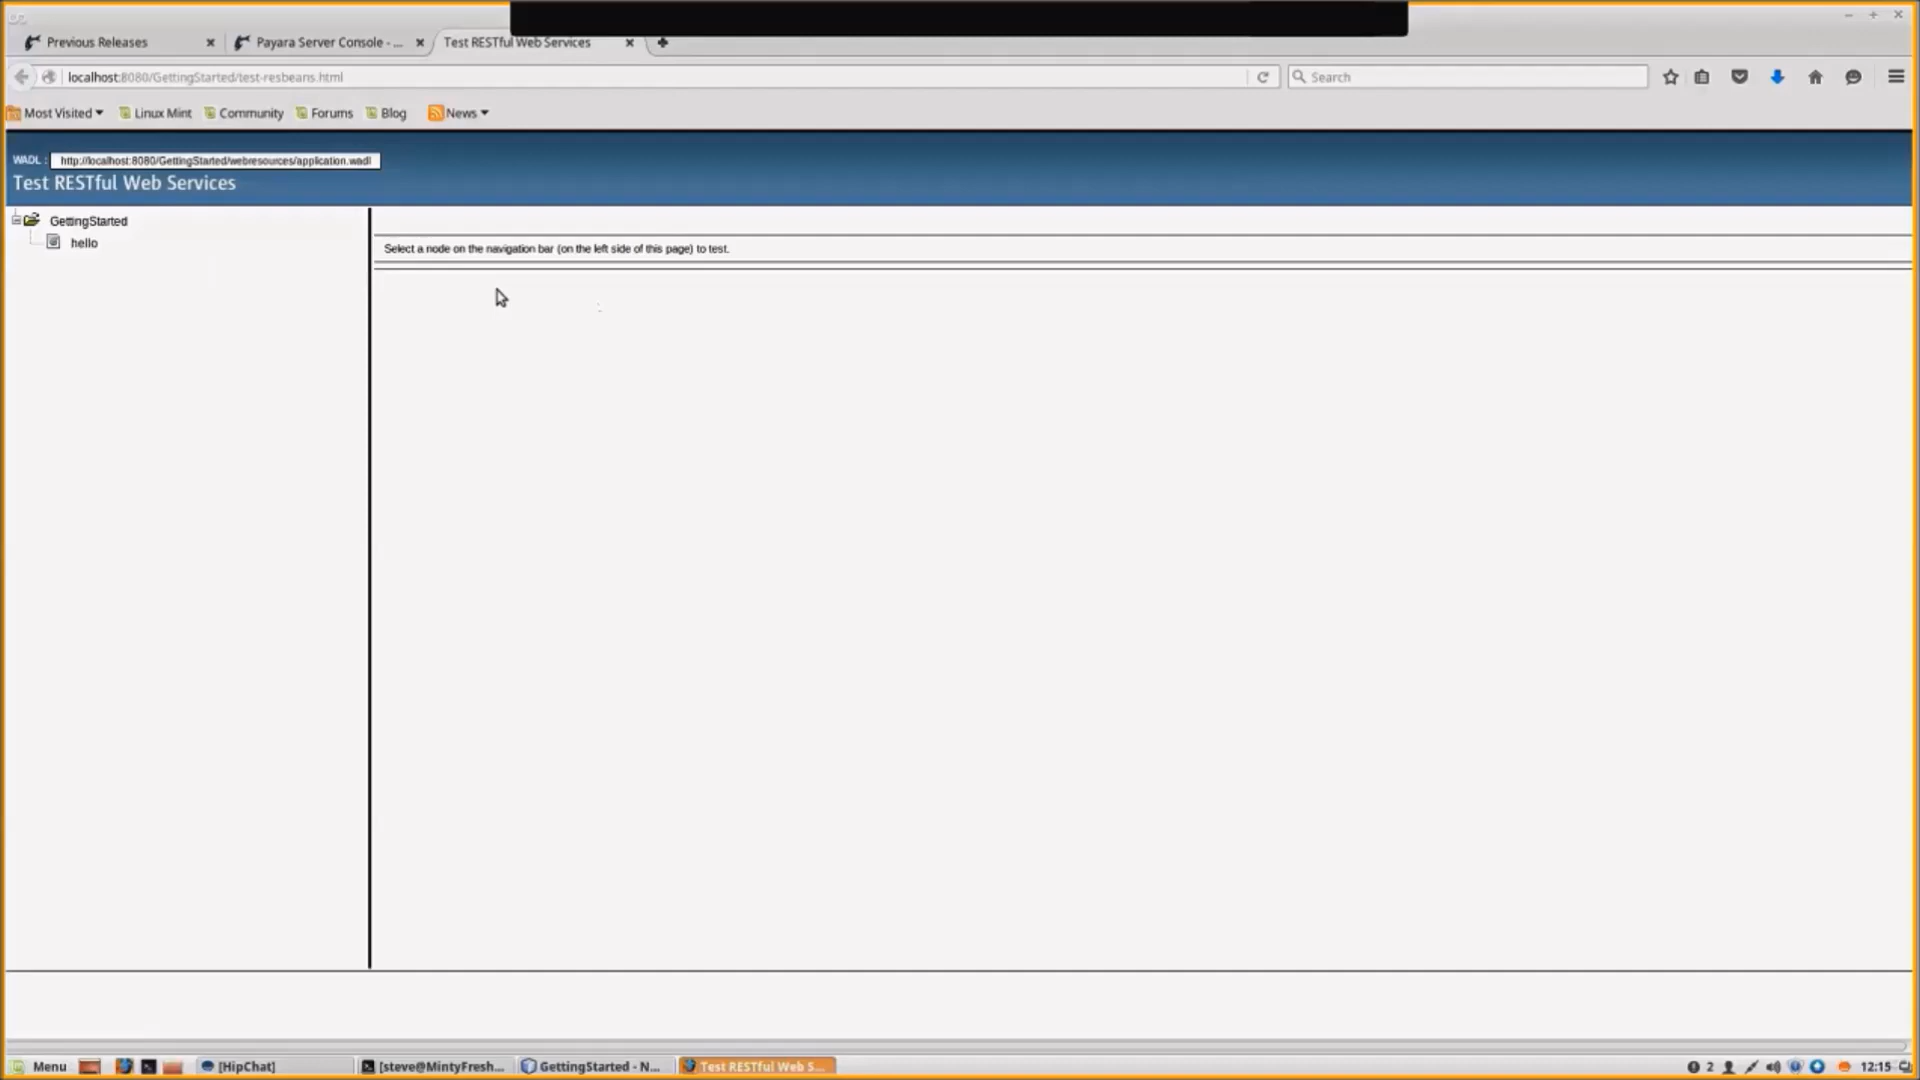 Previous Releases
Payara Server Console - ...
Test RESTful Web Services
localhost:8080/GettingStarted/test-resbeans.html
Search
Most Visited
Linux Mint
Community
Forums
Blog
News
WADL : http://localhost:8080/GettingStarted/webresources/application.wadl
Test RESTful Web Services
GettingStarted
hello
Select a node on the navigation bar (on the left side of this page) to test.
Menu
[HipChat]
[steve@MintyFresh...
GettingStarted - N...
Test RESTful Web S...
2
12:15